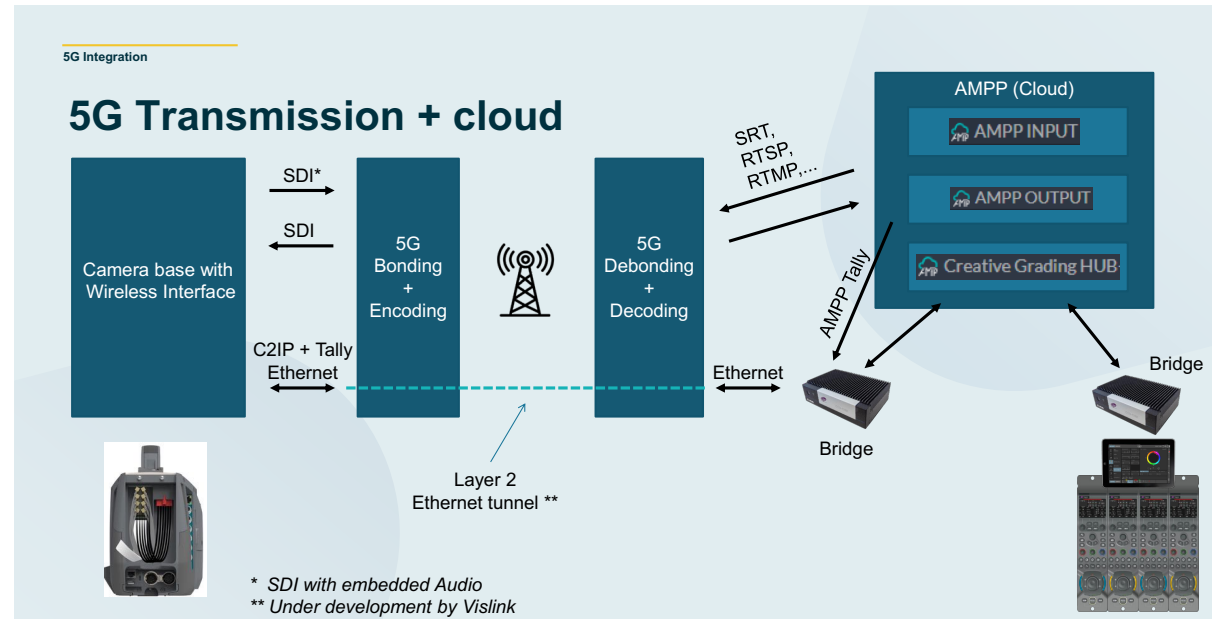 5G Integration
5G Transmission + cloud
Camera base with
Wireless Interface
SDI*
SDI
C2IP + Tally
Ethernet
5G
Bonding
+
Encoding
5G
Debonding
+
Decoding
Layer 2
Ethernet tunnel **
SRT,
RTSP,
RTMP,...
AMPP Tally
Ethernet
AMPP (Cloud)
AMPP INPUT
AMPP OUTPUT
Creative Grading HUB
Bridge
Bridge
* SDI with embedded Audio
** Under development by Vislink